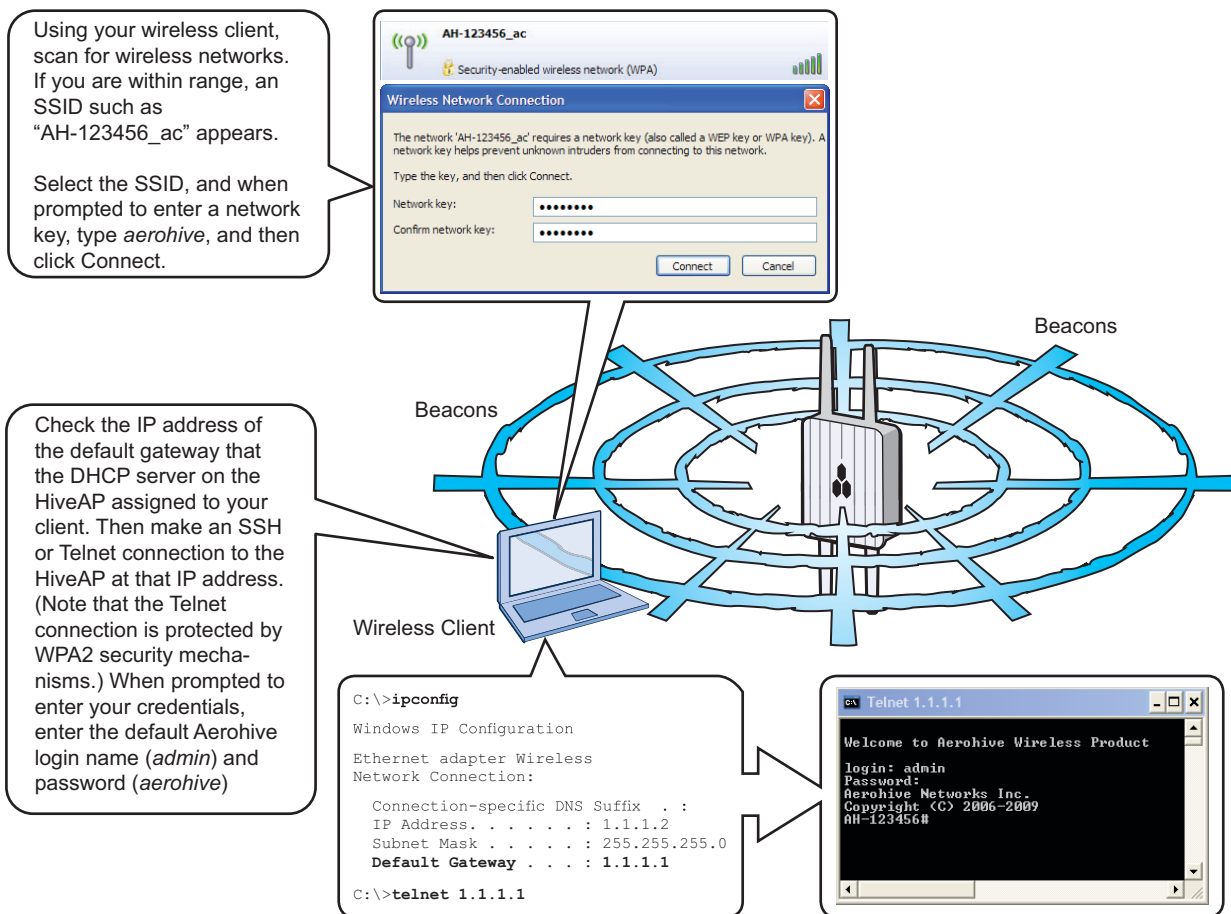 Using your wireless client,
scan for wireless networks.
If you are within range, an
SSID such as
“AH-123456_ac” appears.
Select the SSID, and when
prompted to enter a network
key, type aerohive, and then
click Connect.
AH-123456_ac
Security-enabled wireless network (WPA)
Wireless Network Connection
The network 'AH-123456_ac' requires a network key (also called a WEP key or WPA key). A
network key helps prevent unknown intruders from connecting to this network.
Type the key, and then click Connect.
Network key:
••••••••
Confirm network key:
••••••••
Connect
Cancel
Beacons
Beacons
Check the IP address of
the default gateway that
the DHCP server on the
HiveAP assigned to your
client. Then make an SSH
or Telnet connection to the
HiveAP at that IP address.
(Note that the Telnet
connection is protected by
WPA2 security mecha-
nisms.) When prompted to
enter your credentials,
enter the default Aerohive
login name (admin) and
password (aerohive)
Wireless Client
C:\>ipconfig
Windows IP Configuration
Ethernet adapter Wireless
Network Connection:
Connection-specific DNS Suffix . :
IP Address. . . . . . : 1.1.1.2
Subnet Mask . . . . . : 255.255.255.0
Default Gateway . . . : 1.1.1.1
C:\>telnet 1.1.1.1
Telnet 1.1.1.1
Welcome to Aerohive Wireless Product
login: admin
Password:
Aerohive Networks Inc.
Copyright (C) 2006-2009
AH-123456#